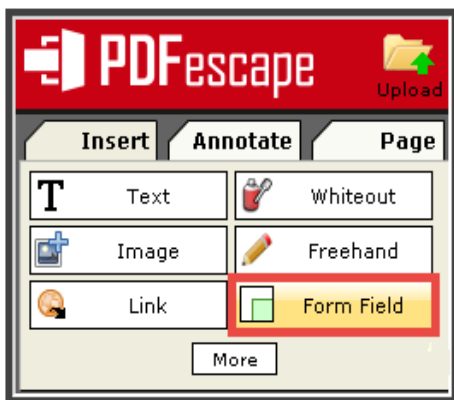 PDFescape
Upload
Insert Annotate Page
Text Whiteout
Image Freehand
Link Form Field
More